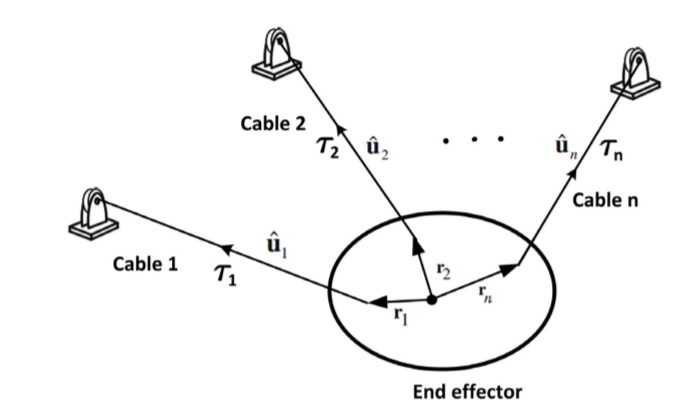 Cable 2
τ2
û2
. . .
ûn
τn
Cable n
Cable 1
τ1
û1
r1
r2
rn
End effector